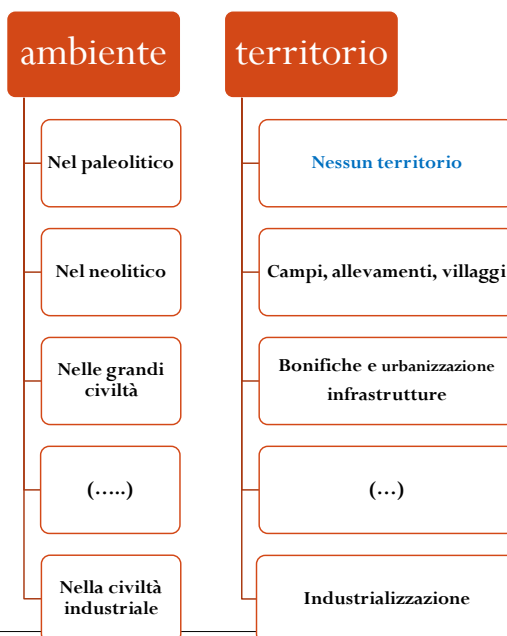 ambiente
territorio
Nel paleolitico
Nessun territorio
Nel neolitico
Campi, allevamenti, villaggi
Nelle grandi
civiltà
Bonifiche e urbanizzazione
infrastrutture
(…..)
(…)
Nella civiltà
industriale
Industrializzazione